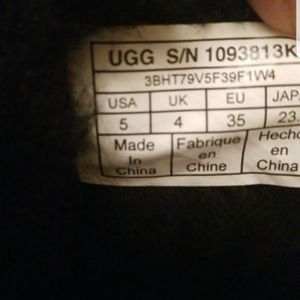 UGG S/N 1093813K
3BHT79V5F39F1W4
USA UK EU JAP
5 4 35 23.
Made Fabrique Hecho
In en en
China Chine China